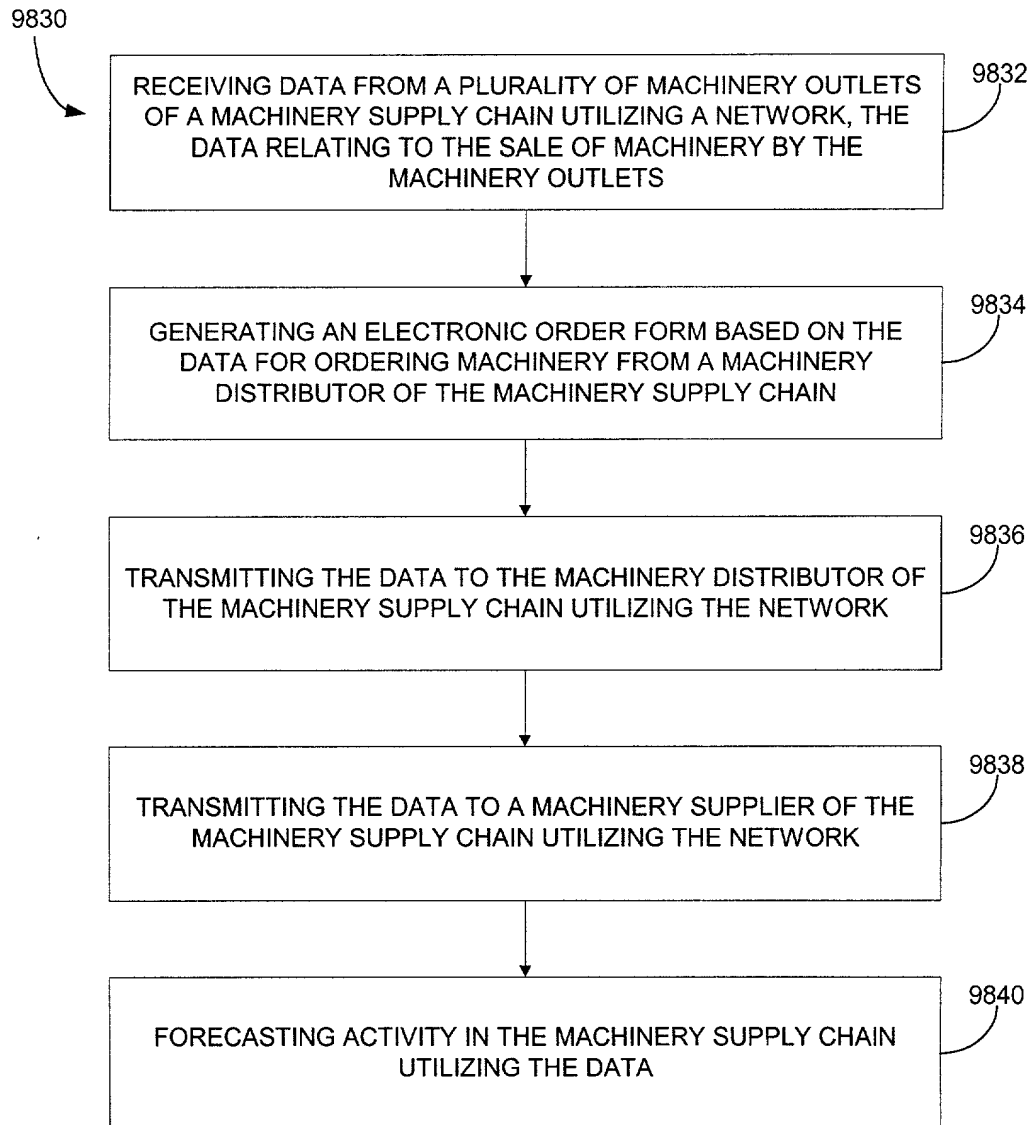 9830
RECEIVING DATA FROM A PLURALITY OF MACHINERY OUTLETS
OF A MACHINERY SUPPLY CHAIN UTILIZING A NETWORK, THE
DATA RELATING TO THE SALE OF MACHINERY BY THE
MACHINERY OUTLETS
9832
GENERATING AN ELECTRONIC ORDER FORM BASED ON THE
DATA FOR ORDERING MACHINERY FROM A MACHINERY
DISTRIBUTOR OF THE MACHINERY SUPPLY CHAIN
9834
TRANSMITTING THE DATA TO THE MACHINERY DISTRIBUTOR OF
THE MACHINERY SUPPLY CHAIN UTILIZING THE NETWORK
9836
TRANSMITTING THE DATA TO A MACHINERY SUPPLIER OF THE
MACHINERY SUPPLY CHAIN UTILIZING THE NETWORK
9838
FORECASTING ACTIVITY IN THE MACHINERY SUPPLY CHAIN
UTILIZING THE DATA
9840